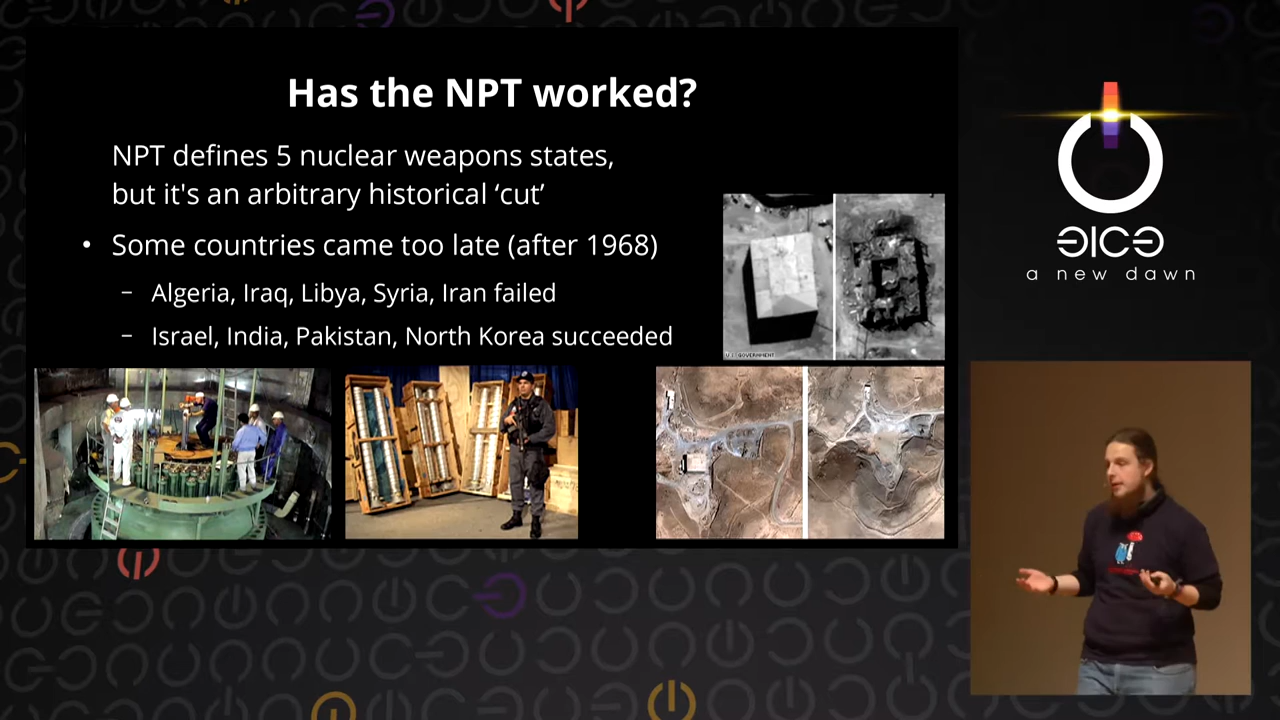 Has the NPT worked?
NPT defines 5 nuclear weapons states,
but it's an arbitrary historical ‘cut’
• Some countries came too late (after 1968)
– Algeria, Iraq, Libya, Syria, Iran failed
– Israel, India, Pakistan, North Korea succeeded
U.S. GOVERNMENT
a new dawn